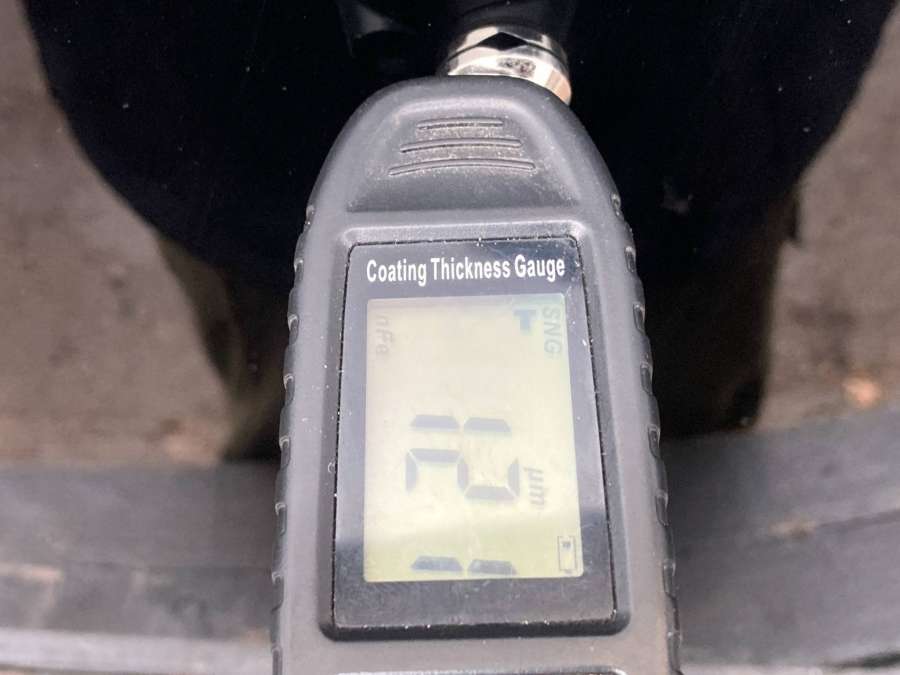 Coating Thickness Gauge
SNG
µm
nFe